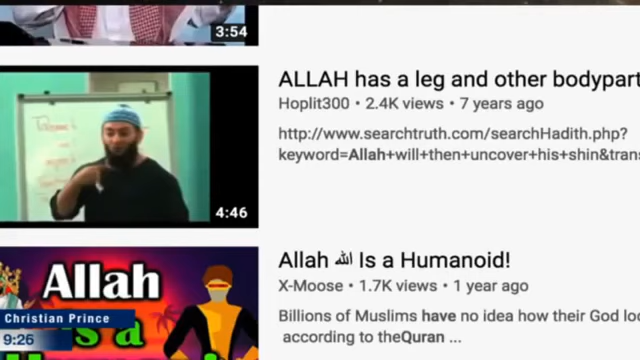 3:54
ALLAH has a leg and other bodypart
Hoplit300 • 2.4K views • 7 years ago
http://www.searchtruth.com/searchHadith.php?
keyword=Allah+will+then+uncover+his+shin&trans
4:46
Allah الله Is a Humanoid!
X-Moose • 1.7K views • 1 year ago
Billions of Muslims have no idea how their God loo
according to theQuran ...
Allah
Is a
Christian Prince
9:26